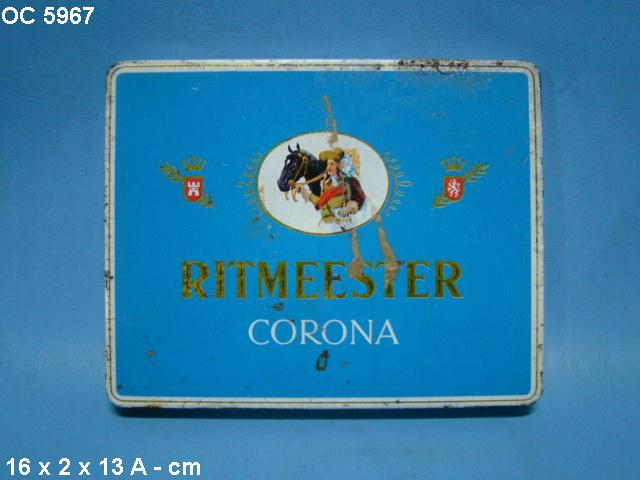 OC 5967
RITMEESTER
CORONA
16 x 2 x 13 A - cm